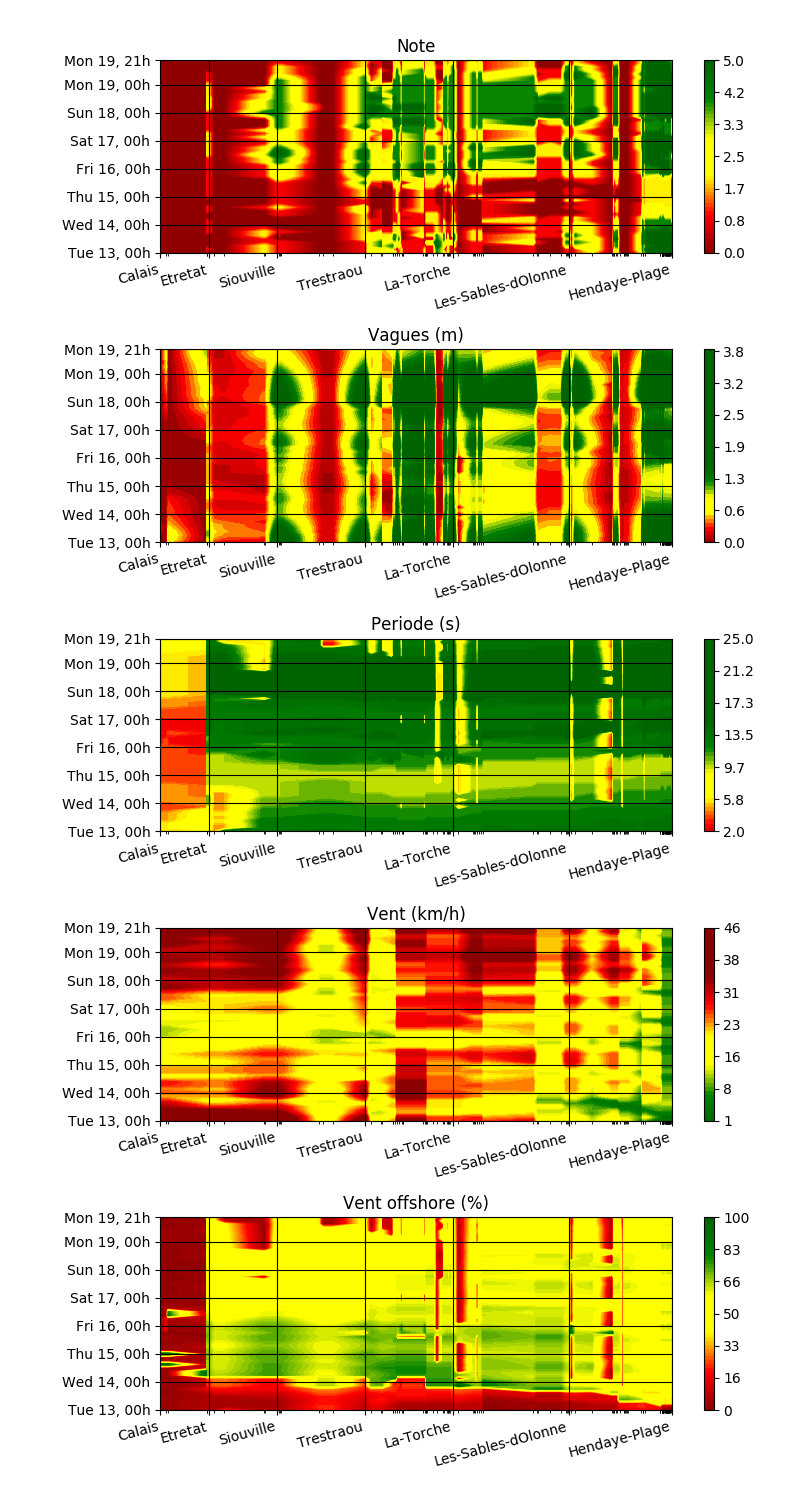 Note
Mon 19, 21h
Mon 19, 00h
Sun 18, 00h
Sat 17, 00h
Fri 16, 00h
Thu 15, 00h
Wed 14, 00h
Tue 13, 00h
5.0
4.2
3.3
2.5
1.7
0.8
0.0
Calais
Etretat
Siouville
Trestraou
La-Torche
Les-Sables-dOlonne
Hendaye-Plage
Vagues (m)
Mon 19, 21h
Mon 19, 00h
Sun 18, 00h
Sat 17, 00h
Fri 16, 00h
Thu 15, 00h
Wed 14, 00h
Tue 13, 00h
3.8
3.2
2.5
1.9
1.3
0.6
0.0
Calais
Etretat
Siouville
Trestraou
La-Torche
Les-Sables-dOlonne
Hendaye-Plage
Periode (s)
Mon 19, 21h
Mon 19, 00h
Sun 18, 00h
Sat 17, 00h
Fri 16, 00h
Thu 15, 00h
Wed 14, 00h
Tue 13, 00h
25.0
21.2
17.3
13.5
9.7
5.8
2.0
Calais
Etretat
Siouville
Trestraou
La-Torche
Les-Sables-dOlonne
Hendaye-Plage
Vent (km/h)
Mon 19, 21h
Mon 19, 00h
Sun 18, 00h
Sat 17, 00h
Fri 16, 00h
Thu 15, 00h
Wed 14, 00h
Tue 13, 00h
46
38
31
23
16
8
1
Calais
Etretat
Siouville
Trestraou
La-Torche
Les-Sables-dOlonne
Hendaye-Plage
Vent offshore (%)
Mon 19, 21h
Mon 19, 00h
Sun 18, 00h
Sat 17, 00h
Fri 16, 00h
Thu 15, 00h
Wed 14, 00h
Tue 13, 00h
100
83
66
50
33
16
0
Calais
Etretat
Siouville
Trestraou
La-Torche
Les-Sables-dOlonne
Hendaye-Plage